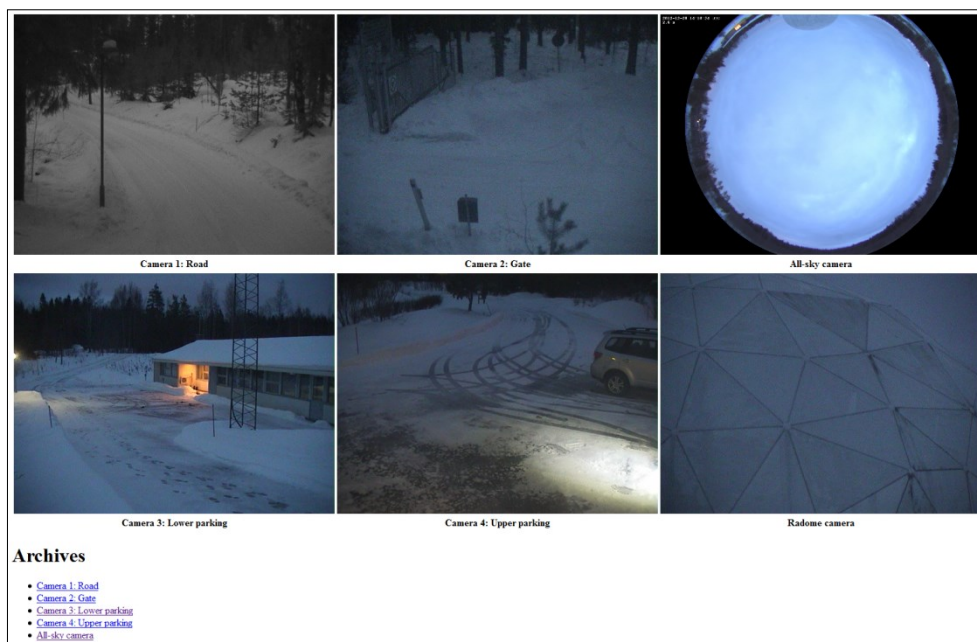 Camera 1: Road
Camera 2: Gate
All-sky camera
Camera 3: Lower parking
Camera 4: Upper parking
Radome camera
Archives
Camera 1: Road
Camera 2: Gate
Camera 3: Lower parking
Camera 4: Upper parking
All-sky camera